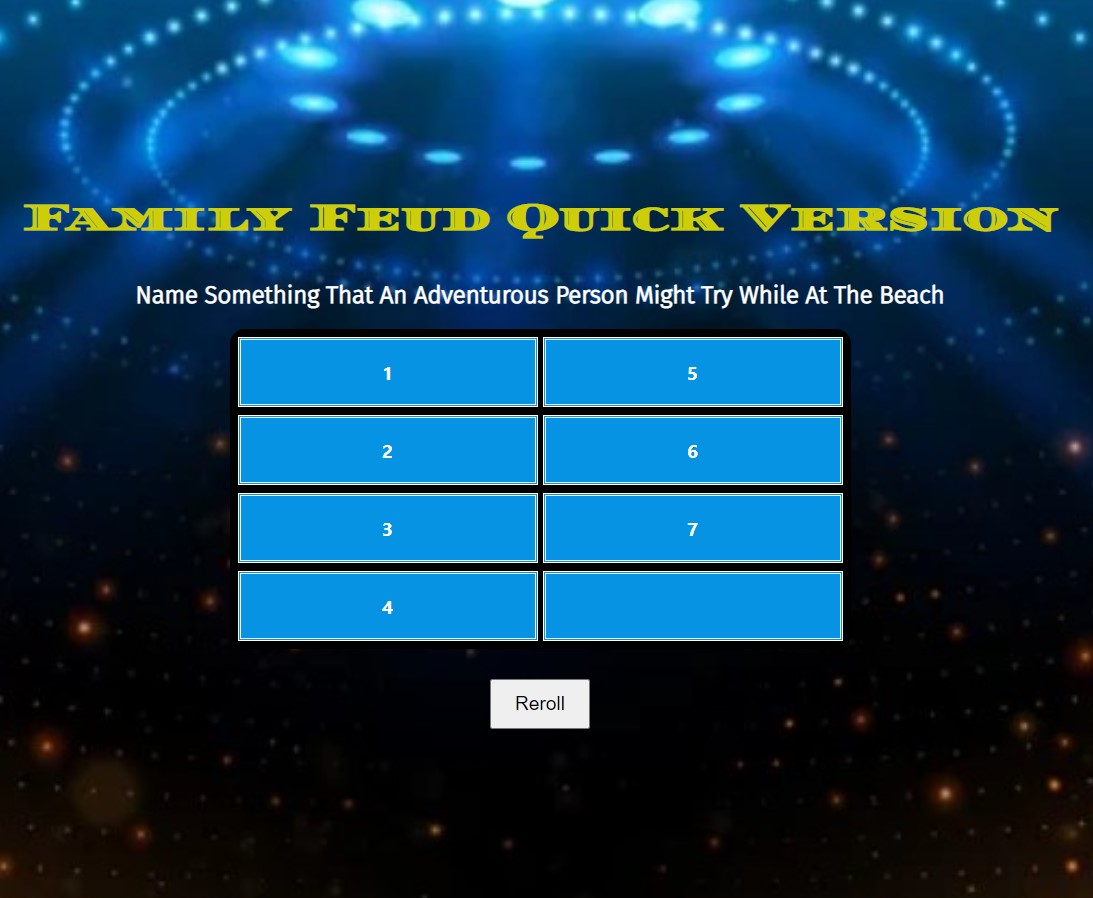 Family Feud Quick Version
Name Something That An Adventurous Person Might Try While At The Beach
1
5
2
6
3
7
4
Reroll